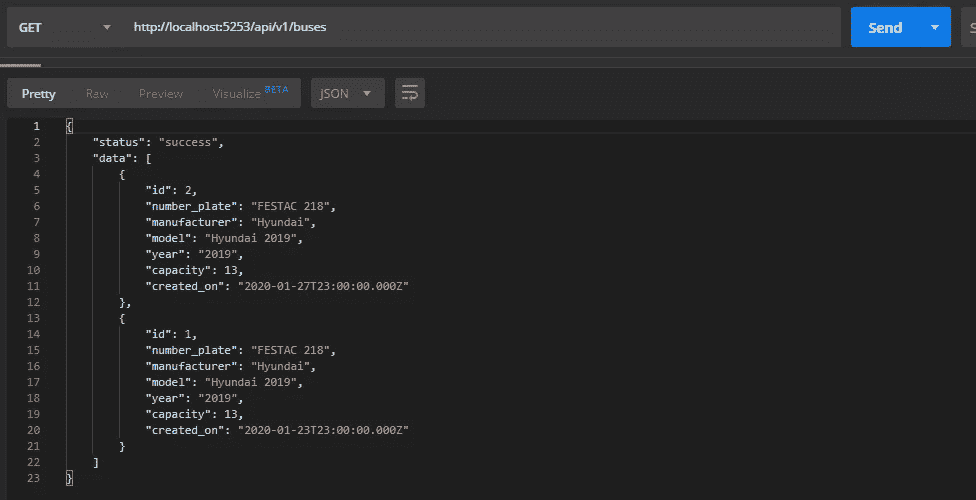 GET http://localhost:5253/api/v1/buses Send S
Pretty Raw Preview Visualize BETA JSON
1 {
2 "status": "success",
3 "data": [
4 {
5 "id": 2,
6 "number_plate": "FESTAC 218",
7 "manufacturer": "Hyundai",
8 "model": "Hyundai 2019",
9 "year": "2019",
10 "capacity": 13,
11 "created_on": "2020-01-27T23:00:00.000Z"
12 },
13 {
14 "id": 1,
15 "number_plate": "FESTAC 218",
16 "manufacturer": "Hyundai",
17 "model": "Hyundai 2019",
18 "year": "2019",
19 "capacity": 13,
20 "created_on": "2020-01-23T23:00:00.000Z"
21 }
22 ]
23 }